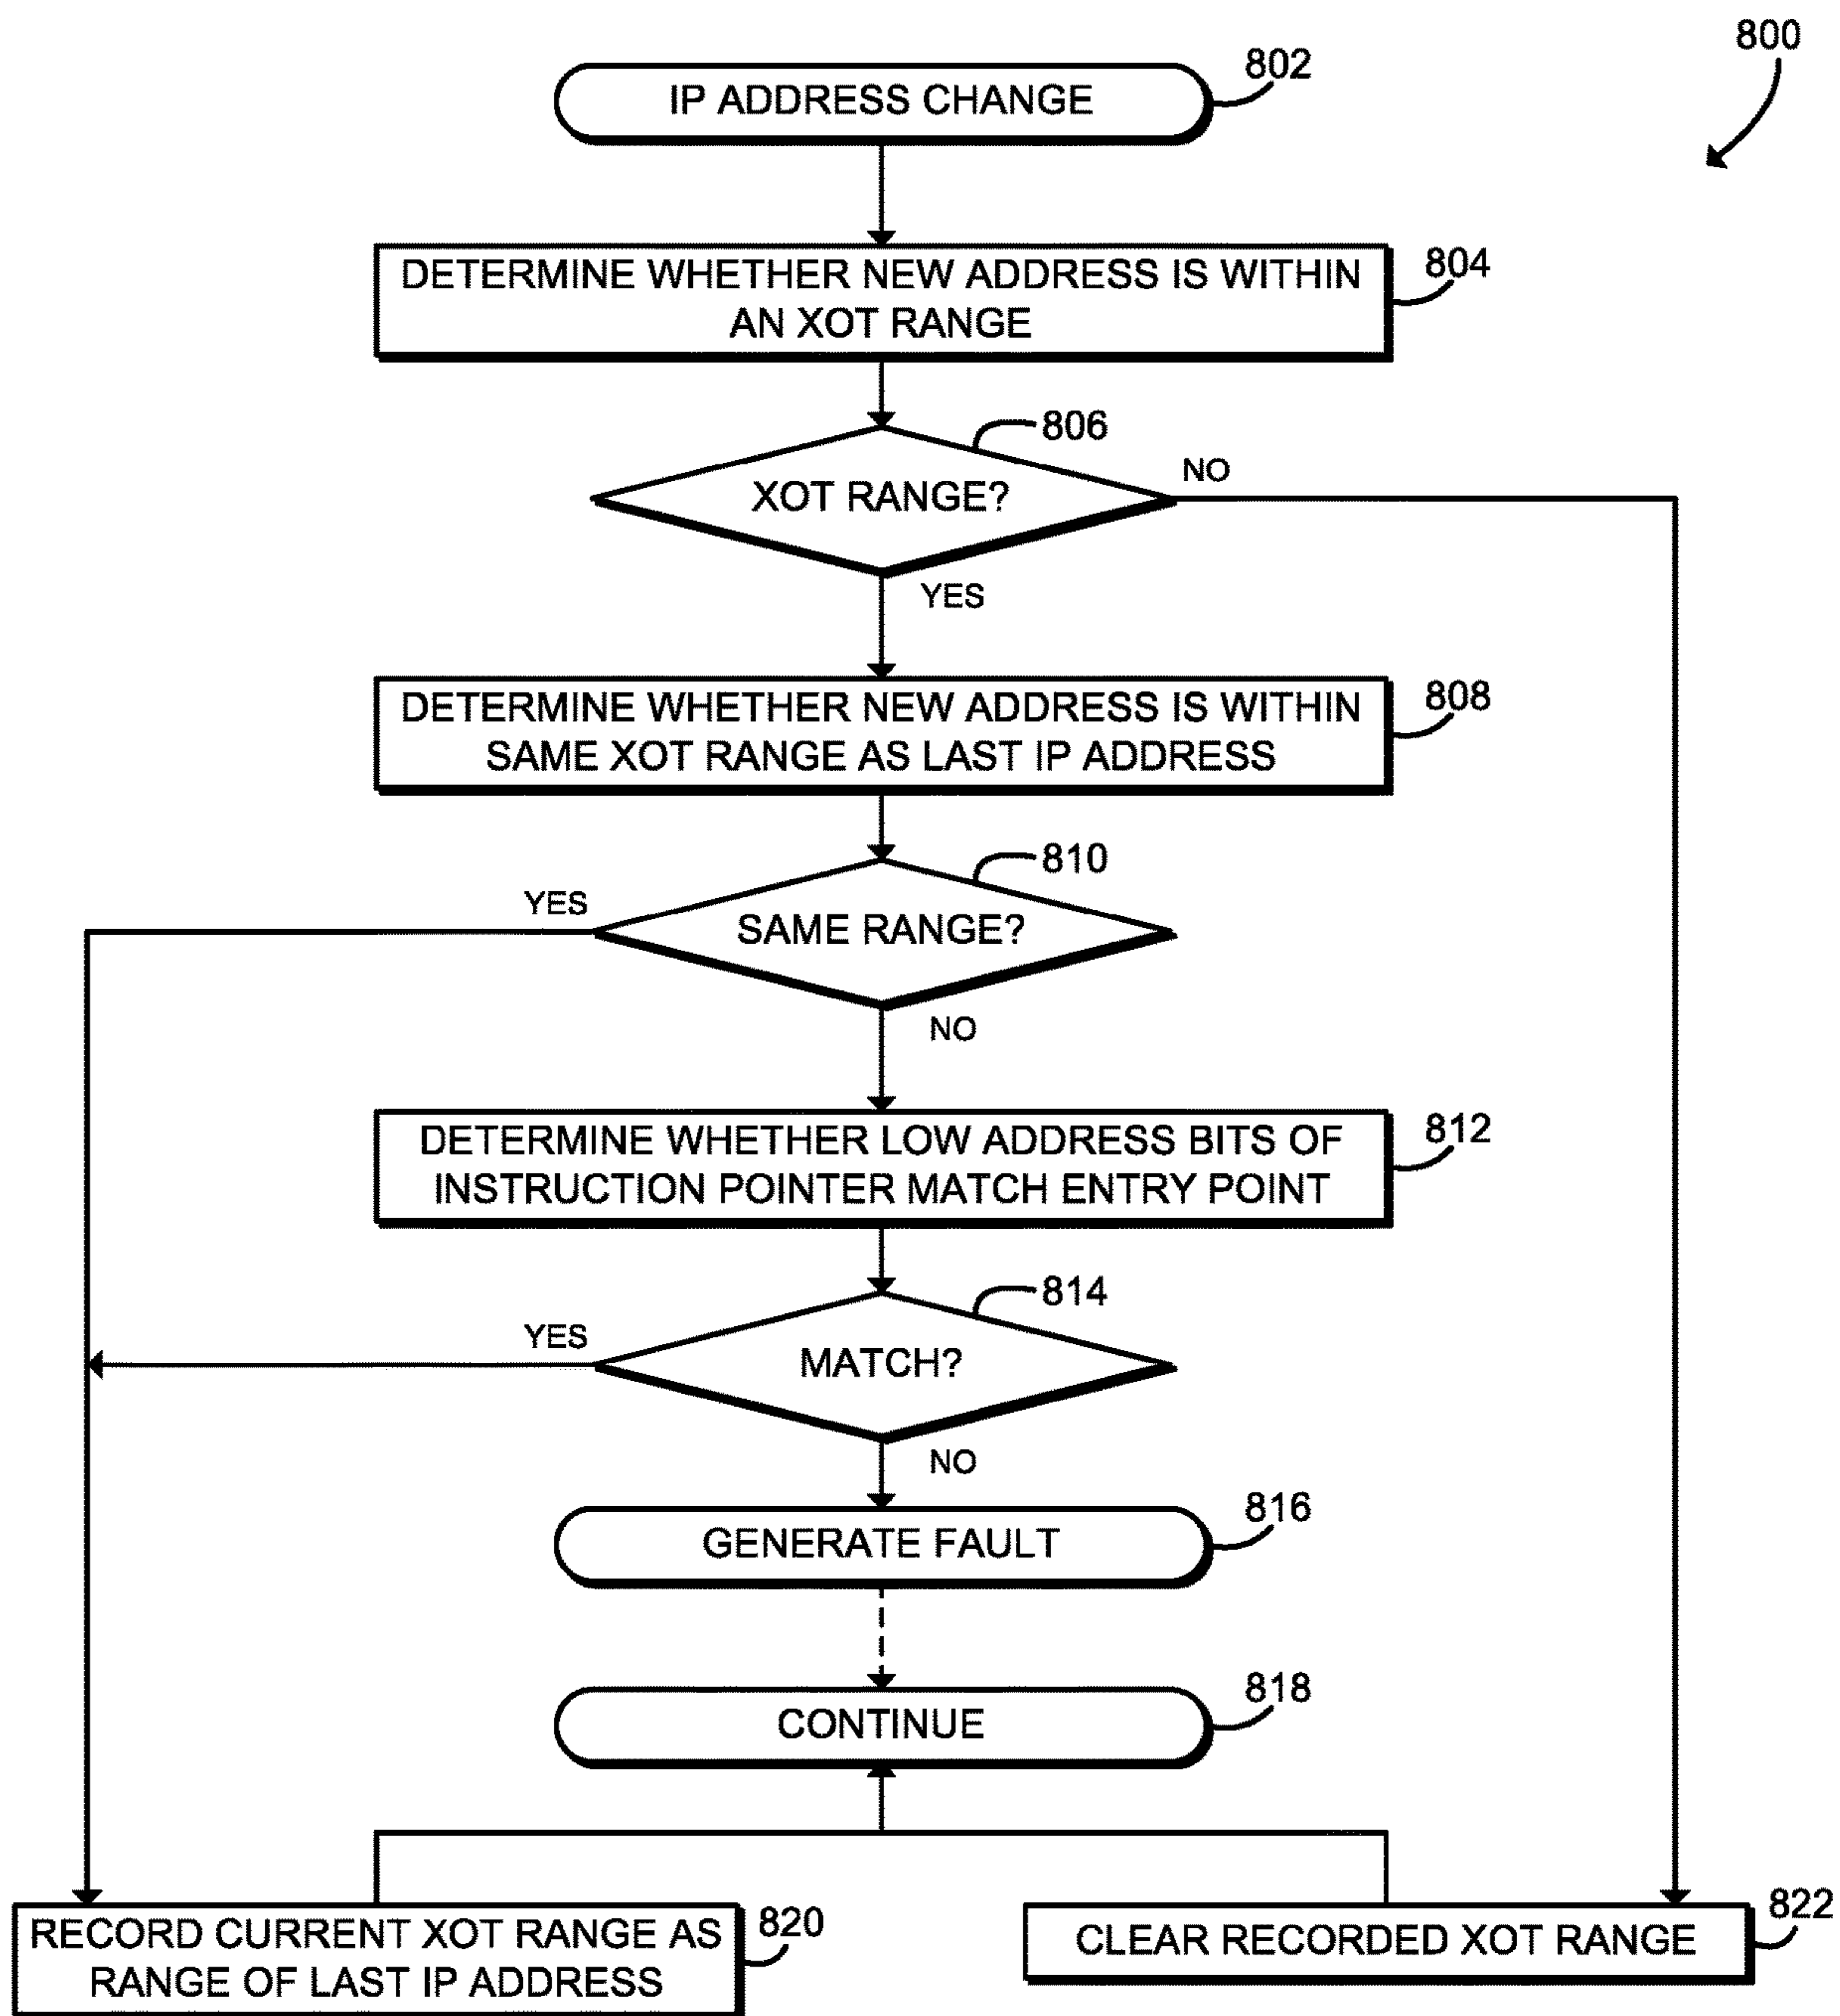 800
802
IP ADDRESS CHANGE
804
DETERMINE WHETHER NEW ADDRESS IS WITHIN
AN XOT RANGE
806
NO
XOT RANGE?
YES
808
DETERMINE WHETHER NEW ADDRESS IS WITHIN
SAME XOT RANGE AS LAST IP ADDRESS
810
YES
SAME RANGE?
NO
812
DETERMINE WHETHER LOW ADDRESS BITS OF
INSTRUCTION POINTER MATCH ENTRY POINT
814
YES
MATCH?
NO
816
GENERATE FAULT
818
CONTINUE
820
RECORD CURRENT XOT RANGE AS
RANGE OF LAST IP ADDRESS
822
CLEAR RECORDED XOT RANGE